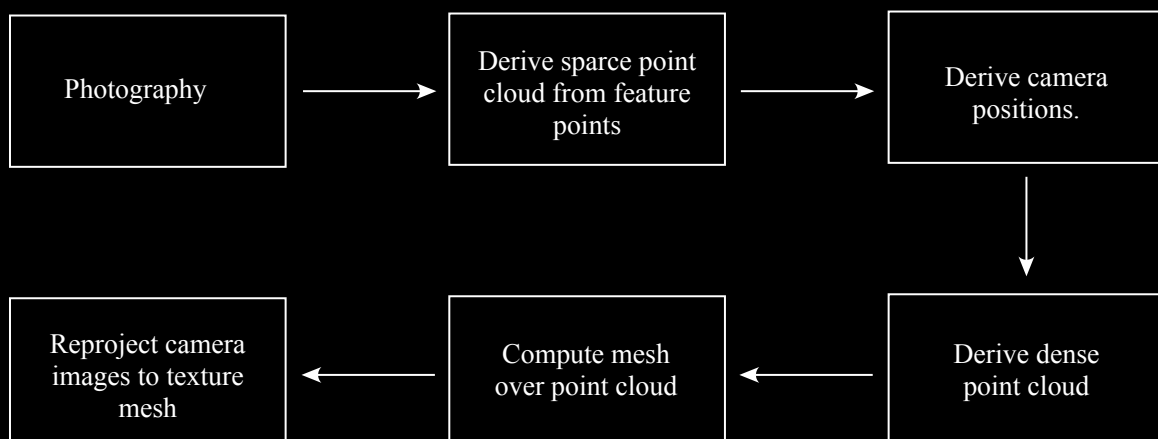 Photography
Derive sparce point
cloud from feature
points
Derive camera
positions.
Derive dense
point cloud
Compute mesh
over point cloud
Reproject camera
images to texture
mesh